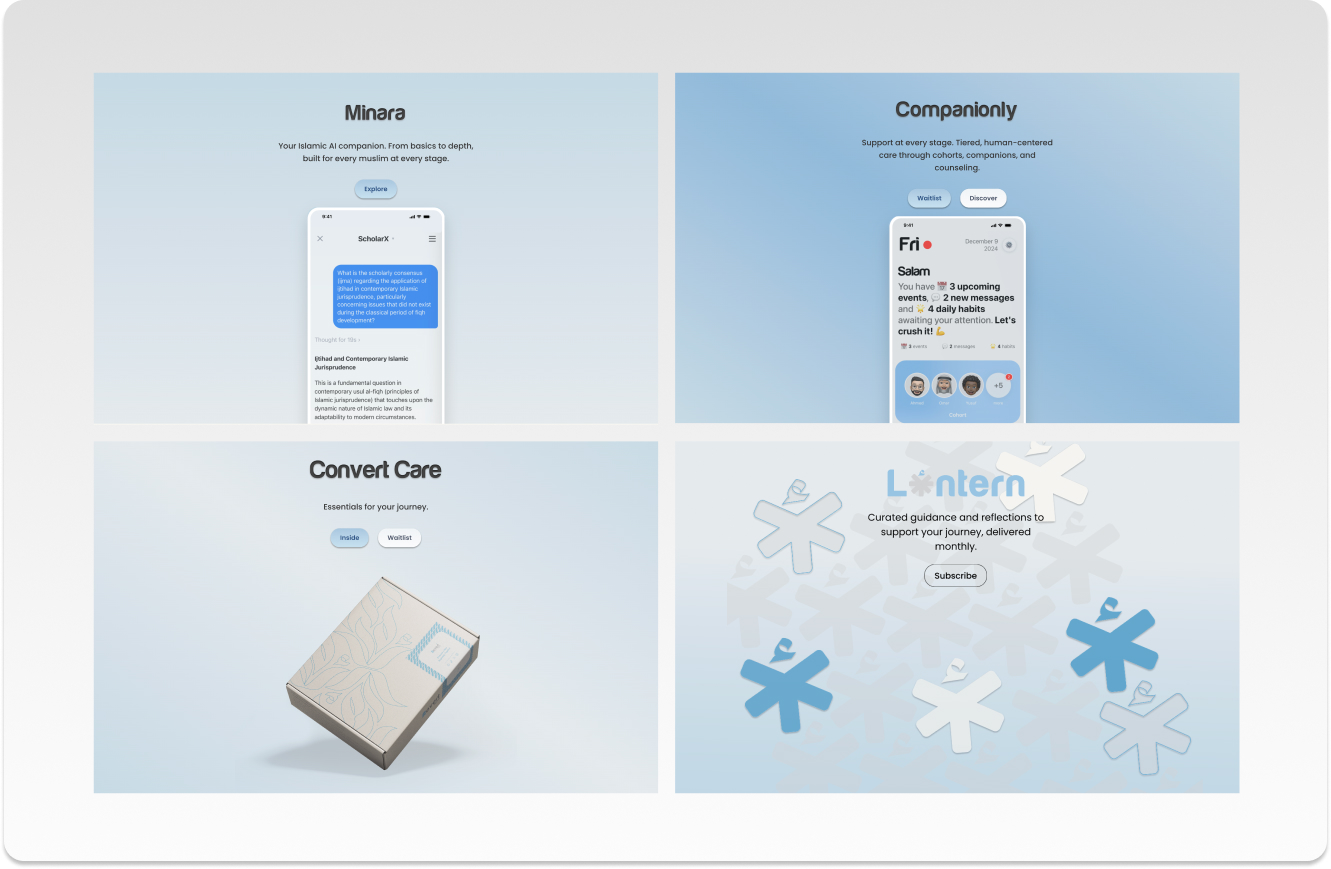 Minara
Your Islamic AI companion. From basics to depth,
built for every muslim at every stage.
Explore
9:41
ScholarX
What is the scholarly consensus
(ijma) regarding the application of
ijtihad in contemporary Islamic
jurisprudence, particularly
concerning issues that did not exist
during the classical period of fiqh
development?
Thought for 18s
Ijtihad and Contemporary Islamic
Jurisprudence
This is a fundamental question in
contemporary usul al-fiqh (principles of
Islamic jurisprudence) that touches upon the
dynamic nature of Islamic law and its
adaptability to modern circumstances.
Companionly
Support at every stage. Tiered, human-centered
care through cohorts, companions, and
counseling.
Waitlist
Discover
9:41
Fri
December 9
2024
Salam
You have 📅 3 upcoming
events, 💬 2 new messages
and 🌟 4 daily habits
awaiting your attention. Let's
crush it! 💪
📅 3 events
💬 2 messages
🌟 4 habits
+5
Cohort
Convert Care
Essentials for your journey.
Inside
Waitlist
Lantern
Curated guidance and reflections to
support your journey, delivered
monthly.
Subscribe